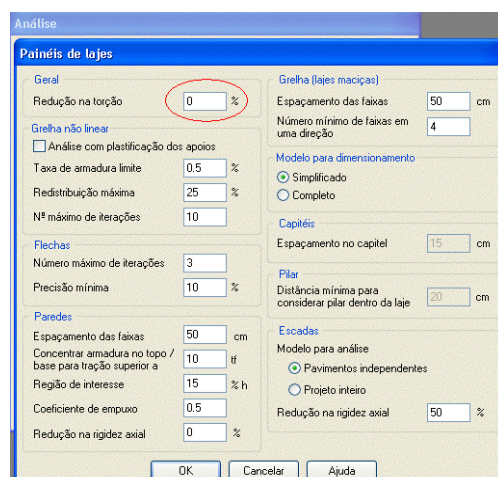 Análise
Painéis de lajes
Geral
Redução na torção 0 %
Grelha não linear
Análise com plastificação dos apoios
Taxa de armadura limite 0.5 %
Redistribuição máxima 25 %
Nº máximo de iterações 10
Flechas
Número máximo de iterações 3
Precisão mínima 10 %
Paredes
Espaçamento das faixas 50 cm
Concentrar armadura no topo /
base para tração superior a 10 tf
Região de interesse 15 % h
Coeficiente de empuxo 0.5
Redução na rigidez axial 0 %
Grelha (lajes maciças)
Espaçamento das faixas 50 cm
Número mínimo de faixas em
uma direção 4
Modelo para dimensionamento
Simplificado
Completo
Capitéis
Espaçamento no capitel 15 cm
Pilar
Distância mínima para
considerar pilar dentro da laje 20 cm
Escadas
Modelo para análise
Pavimentos independentes
Projeto inteiro
Redução na rigidez axial 50 %
OK Cancelar Ajuda